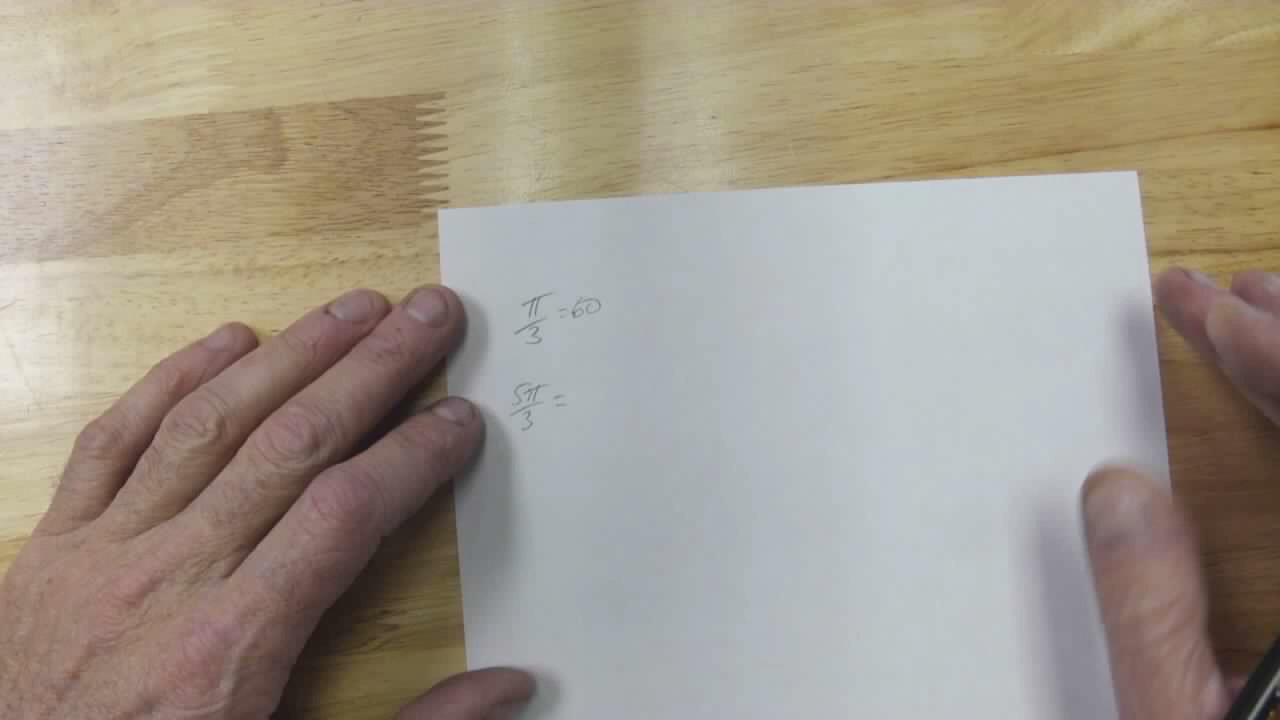 π/3 = 60
5π/3 =